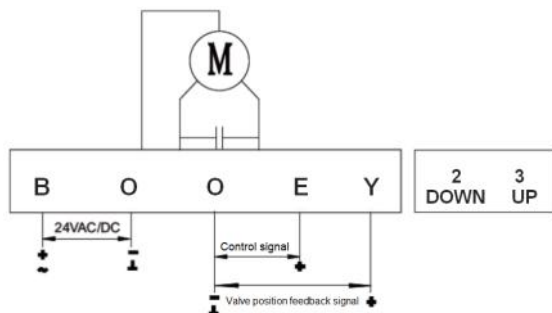 M
B O O E Y
2 3
DOWN UP
24VAC/DC
Control signal
+ ~ - ⊥ +
- ⊥ Valve position feedback signal +